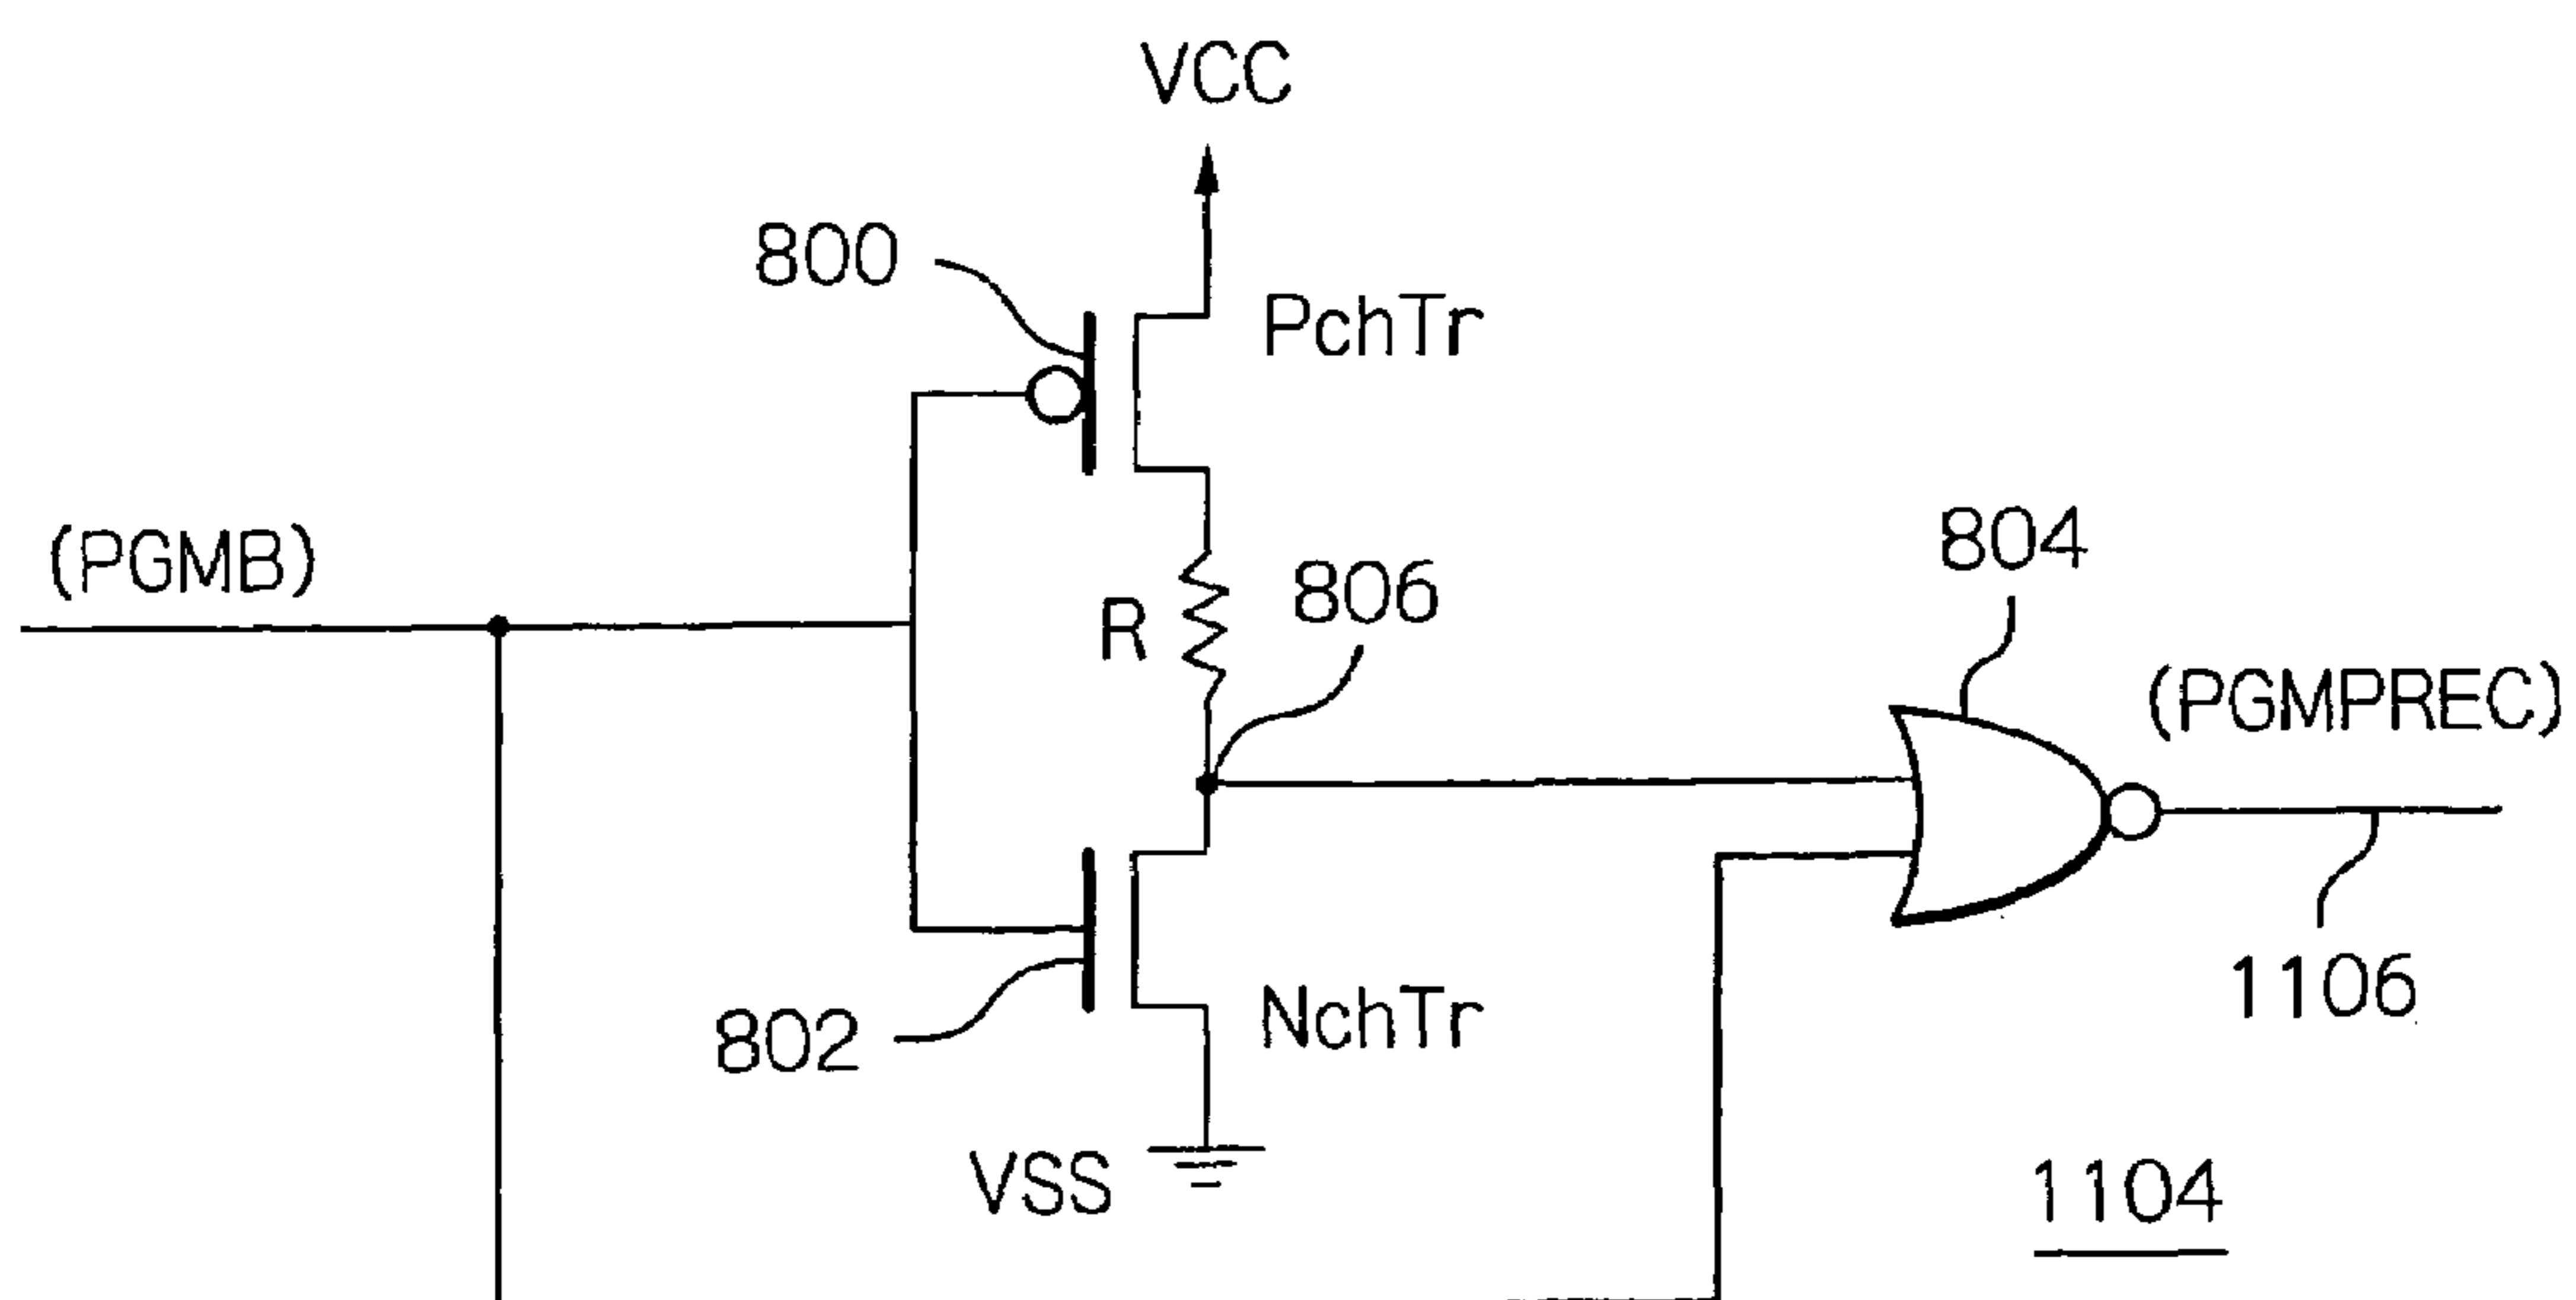 VCC
800
PchTr
(PGMB)
R
806
804
(PGMPREC)
802
NchTr
1106
VSS
1104